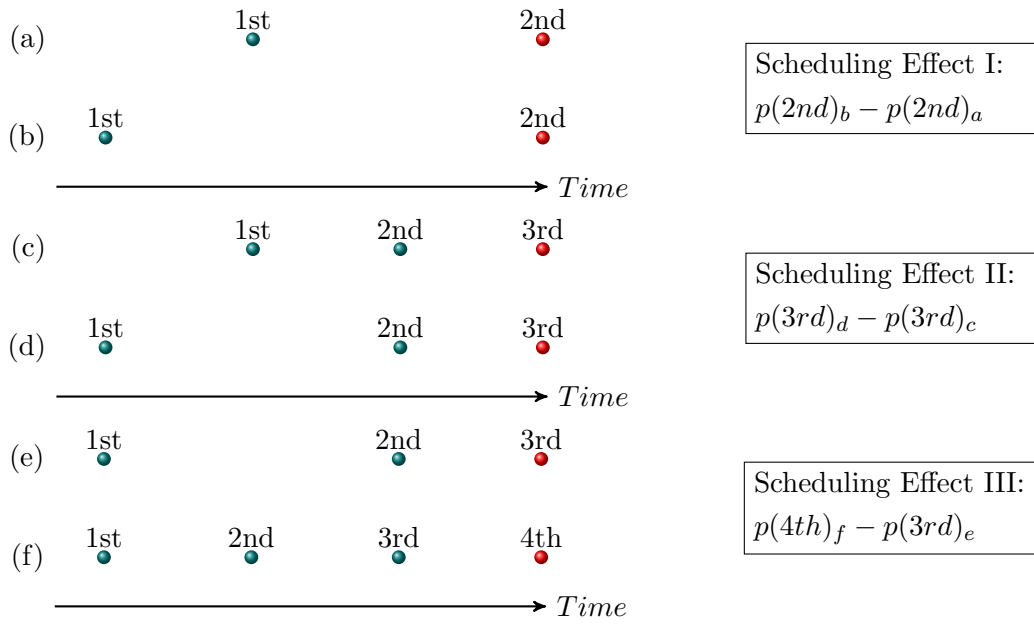 (a) 1st 2nd
Scheduling Effect I:
p(2nd)_b − p(2nd)_a
(b) 1st 2nd
Time
(c) 1st 2nd 3rd
Scheduling Effect II:
p(3rd)_d − p(3rd)_c
(d) 1st 2nd 3rd
Time
(e) 1st 2nd 3rd
Scheduling Effect III:
p(4th)_f − p(3rd)_e
(f) 1st 2nd 3rd 4th
Time